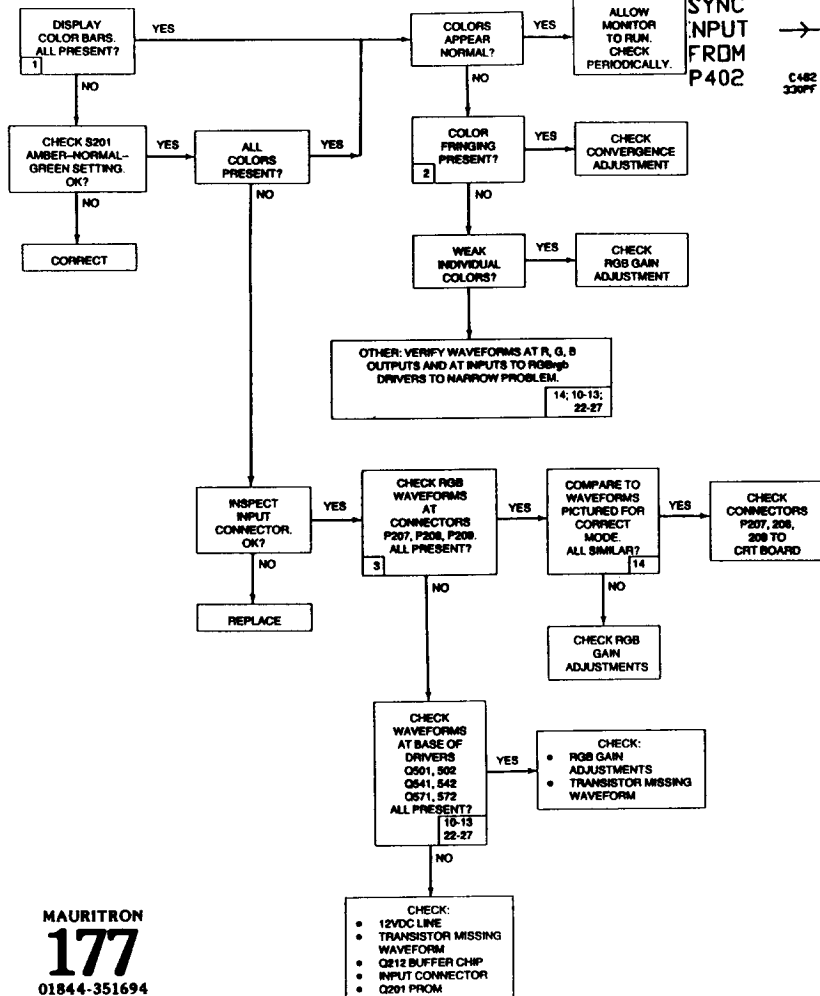 DISPLAY
COLOR BARS.
ALL PRESENT?
1
YES
NO
COLORS
APPEAR
NORMAL?
YES
NO
ALLOW
MONITOR
TO RUN.
CHECK
PERIODICALLY.
SYNC
INPUT
FROM
P402
C482
330PF
CHECK S201
AMBER-NORMAL-
GREEN SETTING.
OK?
YES
NO
CORRECT
ALL
COLORS
PRESENT?
YES
NO
COLOR
FRINGING
PRESENT?
2
YES
NO
CHECK
CONVERGENCE
ADJUSTMENT
WEAK
INDIVIDUAL
COLORS?
YES
CHECK
RGB GAIN
ADJUSTMENT
OTHER: VERIFY WAVEFORMS AT R, G, B
OUTPUTS AND AT INPUTS TO RGBrgb
DRIVERS TO NARROW PROBLEM.
14; 10-13;
22-27
INSPECT
INPUT
CONNECTOR.
OK?
YES
NO
REPLACE
CHECK RGB
WAVEFORMS
AT
CONNECTORS
P207, P208, P209.
ALL PRESENT?
3
YES
NO
COMPARE TO
WAVEFORMS
PICTURED FOR
CORRECT
MODE.
ALL SIMILAR?
14
YES
NO
CHECK
CONNECTORS
P207, 208,
209 TO
CRT BOARD
CHECK RGB
GAIN
ADJUSTMENTS
CHECK
WAVEFORMS
AT BASE OF
DRIVERS
Q501, 502
Q541, 542
Q571, 572
ALL PRESENT?
10-13
22-27
YES
NO
CHECK:
• RGB GAIN
ADJUSTMENTS
• TRANSISTOR MISSING
WAVEFORM
CHECK:
• 12VDC LINE
• TRANSISTOR MISSING
WAVEFORM
• Q212 BUFFER CHIP
• INPUT CONNECTOR
• Q201 PROM
MAURITRON
177
01844-351694